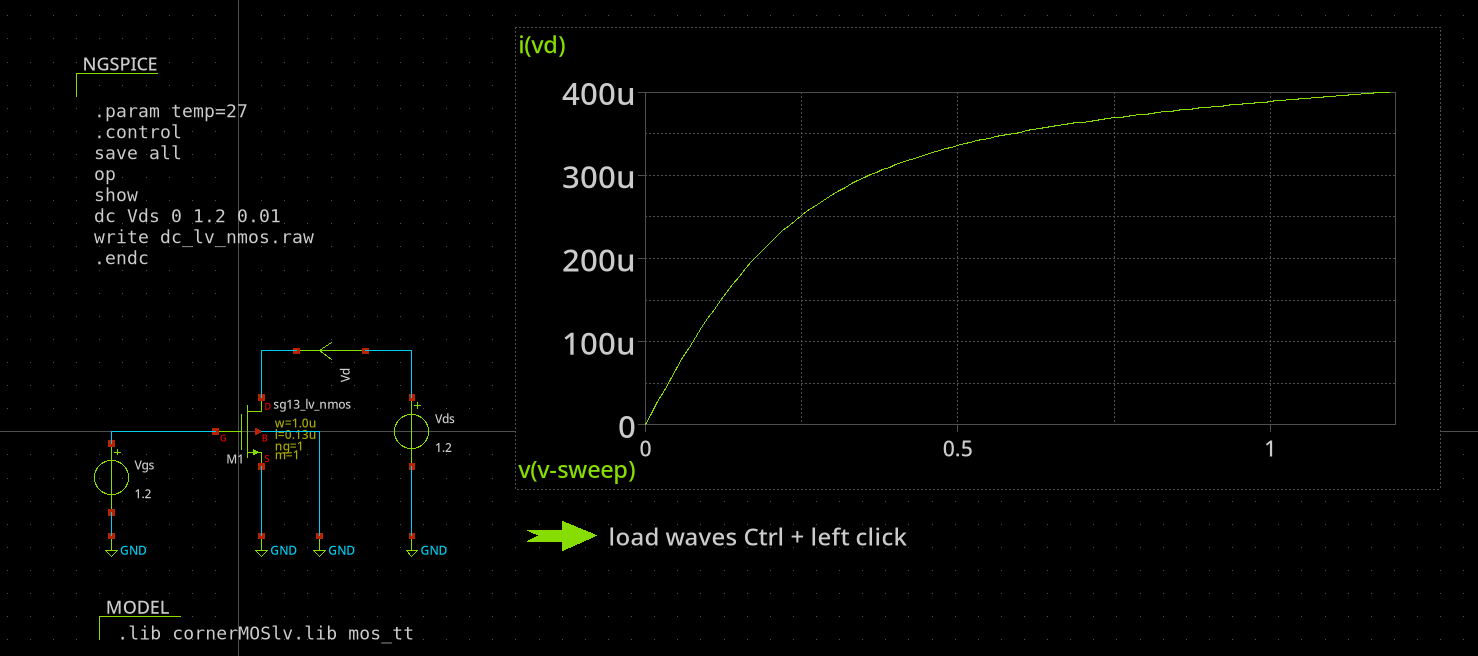 NGSPICE
.param temp=27
.control
save all
op
show
dc Vds 0 1.2 0.01
write dc_lv_nmos.raw
.endc
i(vd)
400u
300u
200u
100u
0
0 0.5 1
v(v-sweep)
load waves Ctrl + left click
Vd
D sg13_lv_nmos
w=1.0u
l=0.13u
ng=1
m=1
G
B
S
M1
+
Vds
1.2
+
Vgs
1.2
GND
GND
GND
GND
MODEL
.lib cornerMOSlv.lib mos_tt